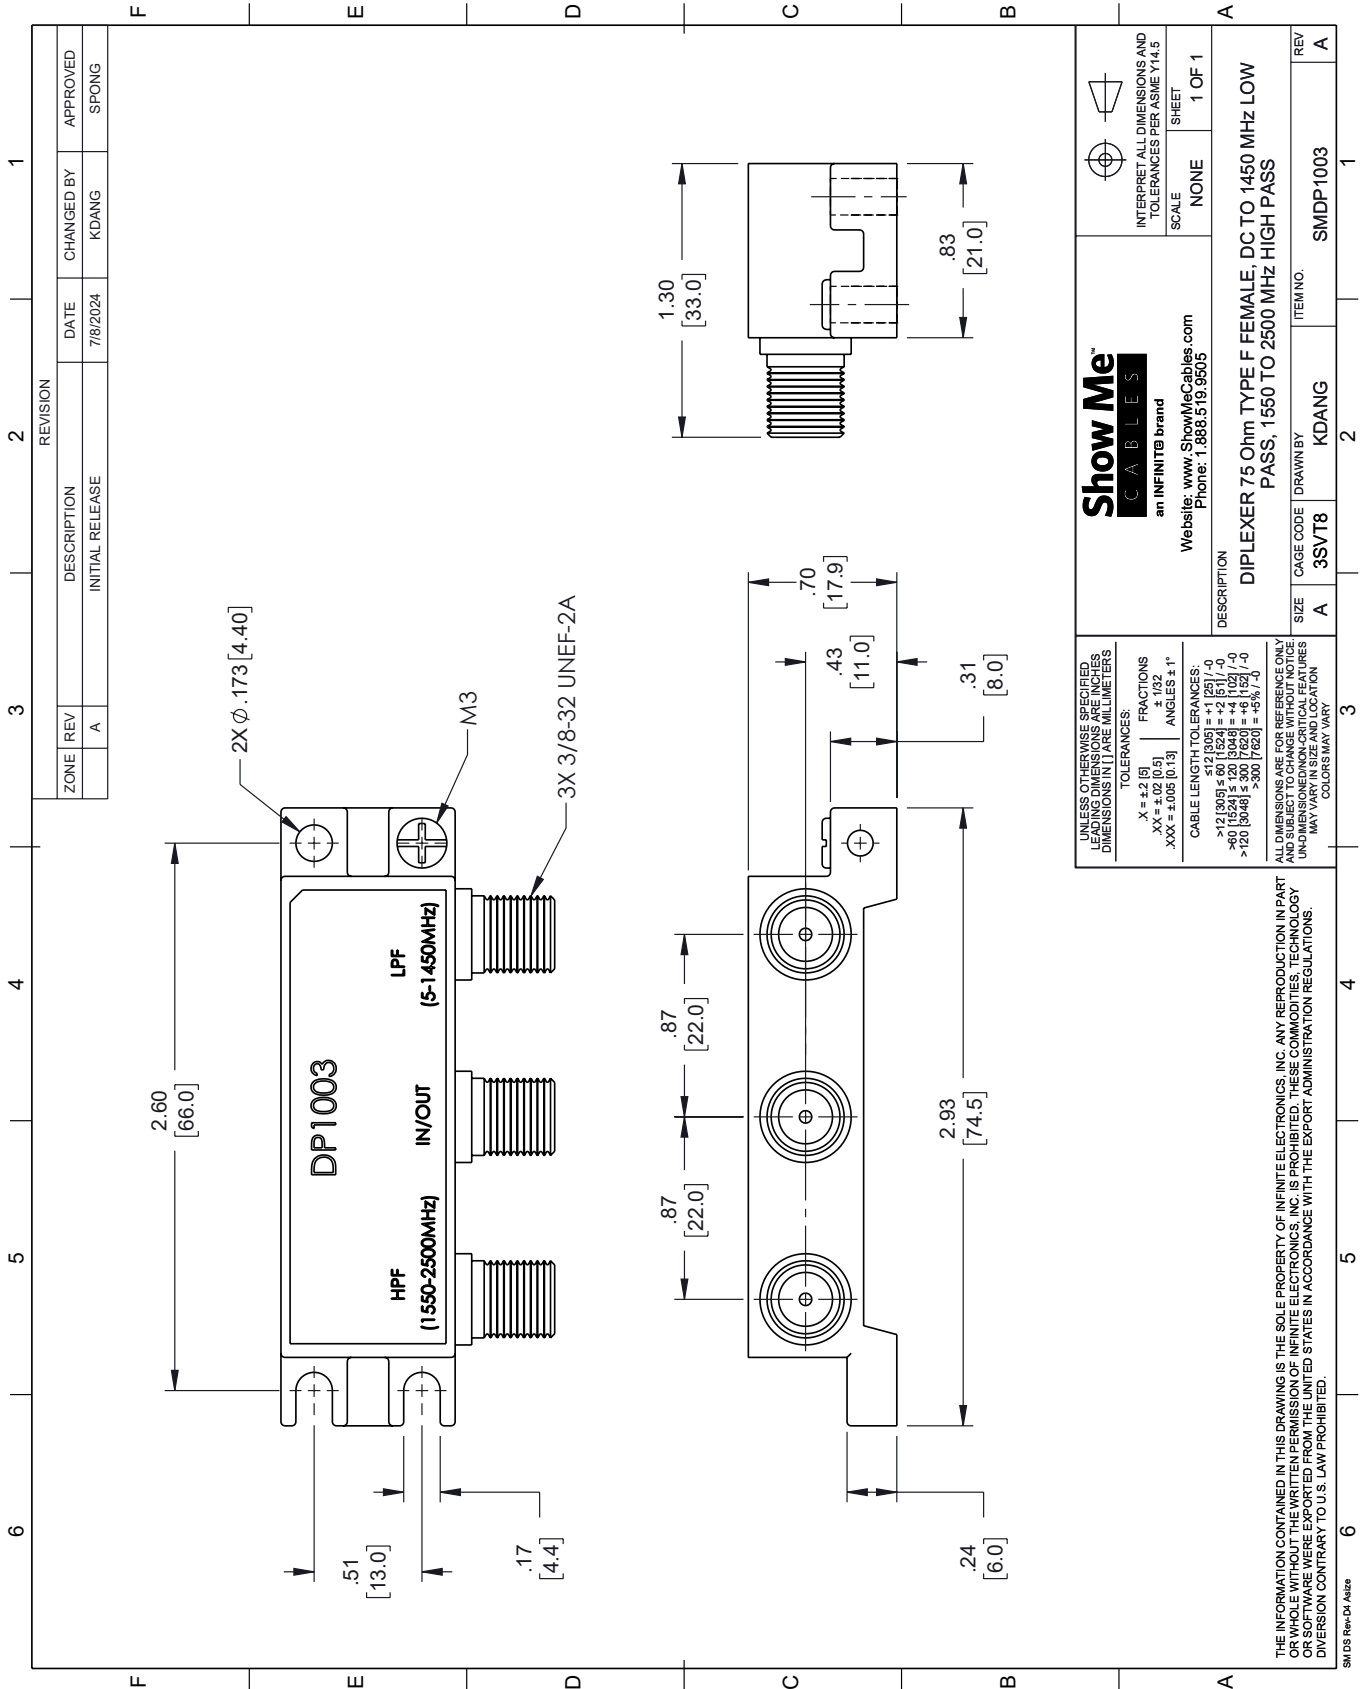 REVISION
ZONE REV DESCRIPTION DATE CHANGED BY APPROVED
A INITIAL RELEASE 7/8/2024 KDANG SPONG
6 5 4 3 2 1
F
E
D
C
B
A
2.60
[66.0]
2X Ø .173 [4.40]
M3
3X 3/8-32 UNEF-2A
.51
[13.0]
.17
[4.4]
DP1003
HPF
(1550-2500MHz)
IN/OUT
LPF
(5-1450MHz)
.87
[22.0]
.87
[22.0]
1.30
[33.0]
.83
[21.0]
.70
[17.9]
.43
[11.0]
.31
[8.0]
2.93
[74.5]
.24
[6.0]
UNLESS OTHERWISE SPECIFIED
LEADING DIMENSIONS ARE INCHES
DIMENSIONS IN [ ] ARE MILLIMETERS
TOLERANCES:
.X = ±.2 [5] FRACTIONS
.XX = ±.02 [0.5] ± 1/32
.XXX = ±.005 [0.13] ANGLES ± 1°
CABLE LENGTH TOLERANCES:
≤12 [305] = +1 [25] / -0
>12 [305] ≤ 60 [1524] = +2 [51] / -0
>60 [1524] ≤ 120 [3048] = +4 [102] / -0
>120 [3048] ≤ 300 [7620] = +6 [152] / -0
>300 [7620] = +5% / -0
ALL DIMENSIONS ARE FOR REFERENCE ONLY
AND SUBJECT TO CHANGE WITHOUT NOTICE.
UN-DIMENSIONED/NON-CRITICAL FEATURES
MAY VARY IN SIZE AND LOCATION
COLORS MAY VARY
Show Me™
CABLES
an INFINIT@ brand
Website: www.ShowMeCables.com
Phone: 1.888.519.9505
INTERPRET ALL DIMENSIONS AND
TOLERANCES PER ASME Y14.5
SCALE NONE
SHEET 1 OF 1
DESCRIPTION
DIPLEXER 75 Ohm TYPE F FEMALE, DC TO 1450 MHz LOW
PASS, 1550 TO 2500 MHz HIGH PASS
SIZE CAGE CODE DRAWN BY ITEM NO. REV
A 3SVT8 KDANG SMDP1003 A
THE INFORMATION CONTAINED IN THIS DRAWING IS THE SOLE PROPERTY OF INFINITE ELECTRONICS, INC. ANY REPRODUCTION IN PART
OR WHOLE WITHOUT THE WRITTEN PERMISSION OF INFINITE ELECTRONICS, INC. IS PROHIBITED. THESE COMMODITIES, TECHNOLOGY
OR SOFTWARE WERE EXPORTED FROM THE UNITED STATES IN ACCORDANCE WITH THE EXPORT ADMINISTRATION REGULATIONS.
DIVERSION CONTRARY TO U.S. LAW PROHIBITED.
6 5 4 3 2 1
F
E
D
C
B
A
SM DS Rev-D4 Asize